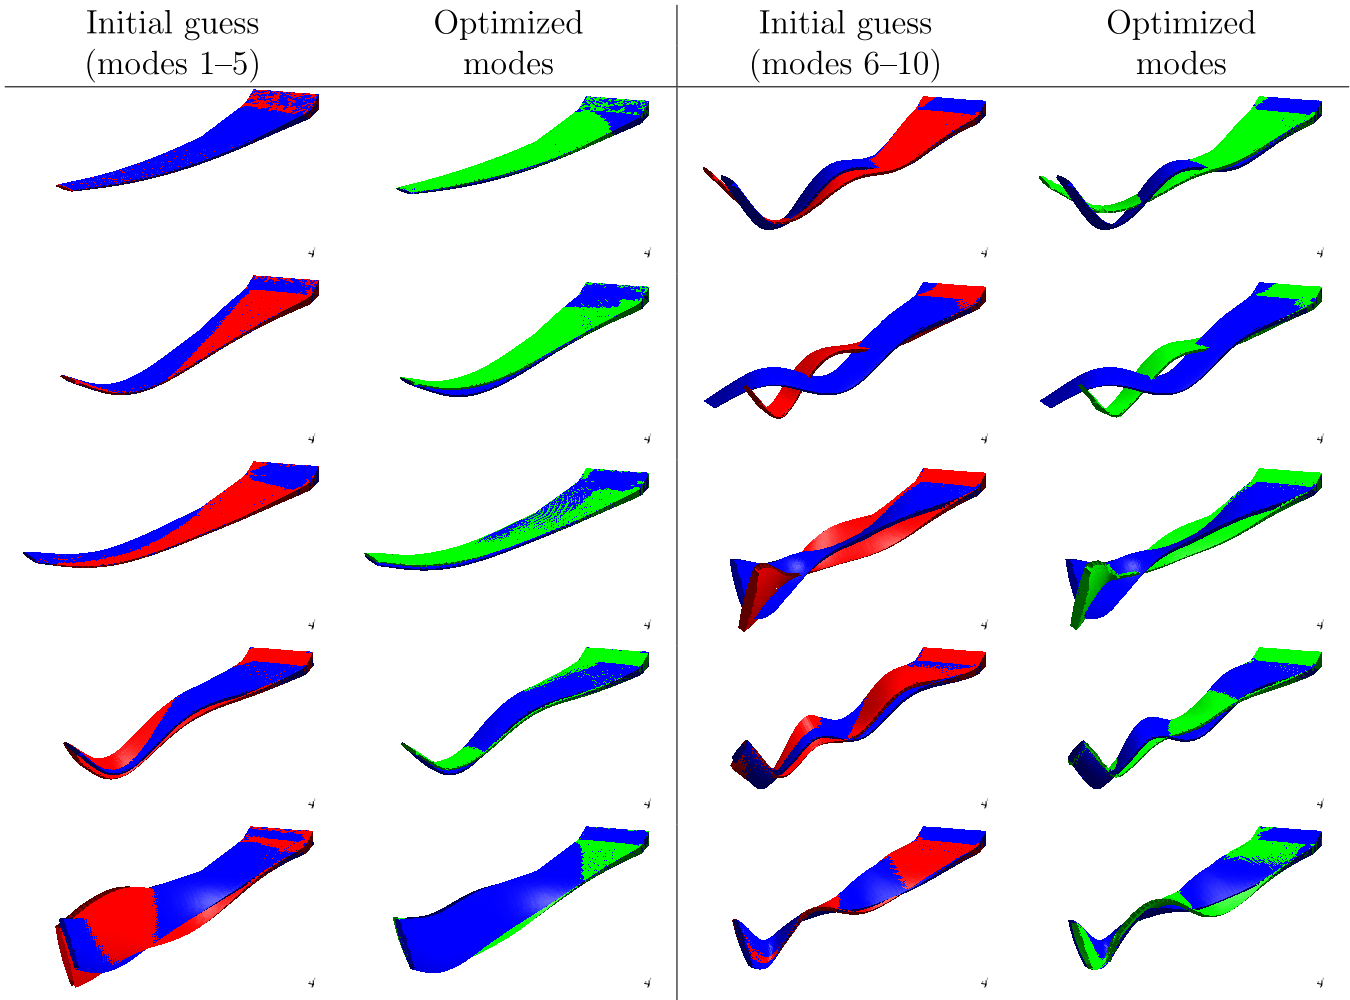 Initial guess
(modes 1–5)
Optimized
modes
Initial guess
(modes 6–10)
Optimized
modes